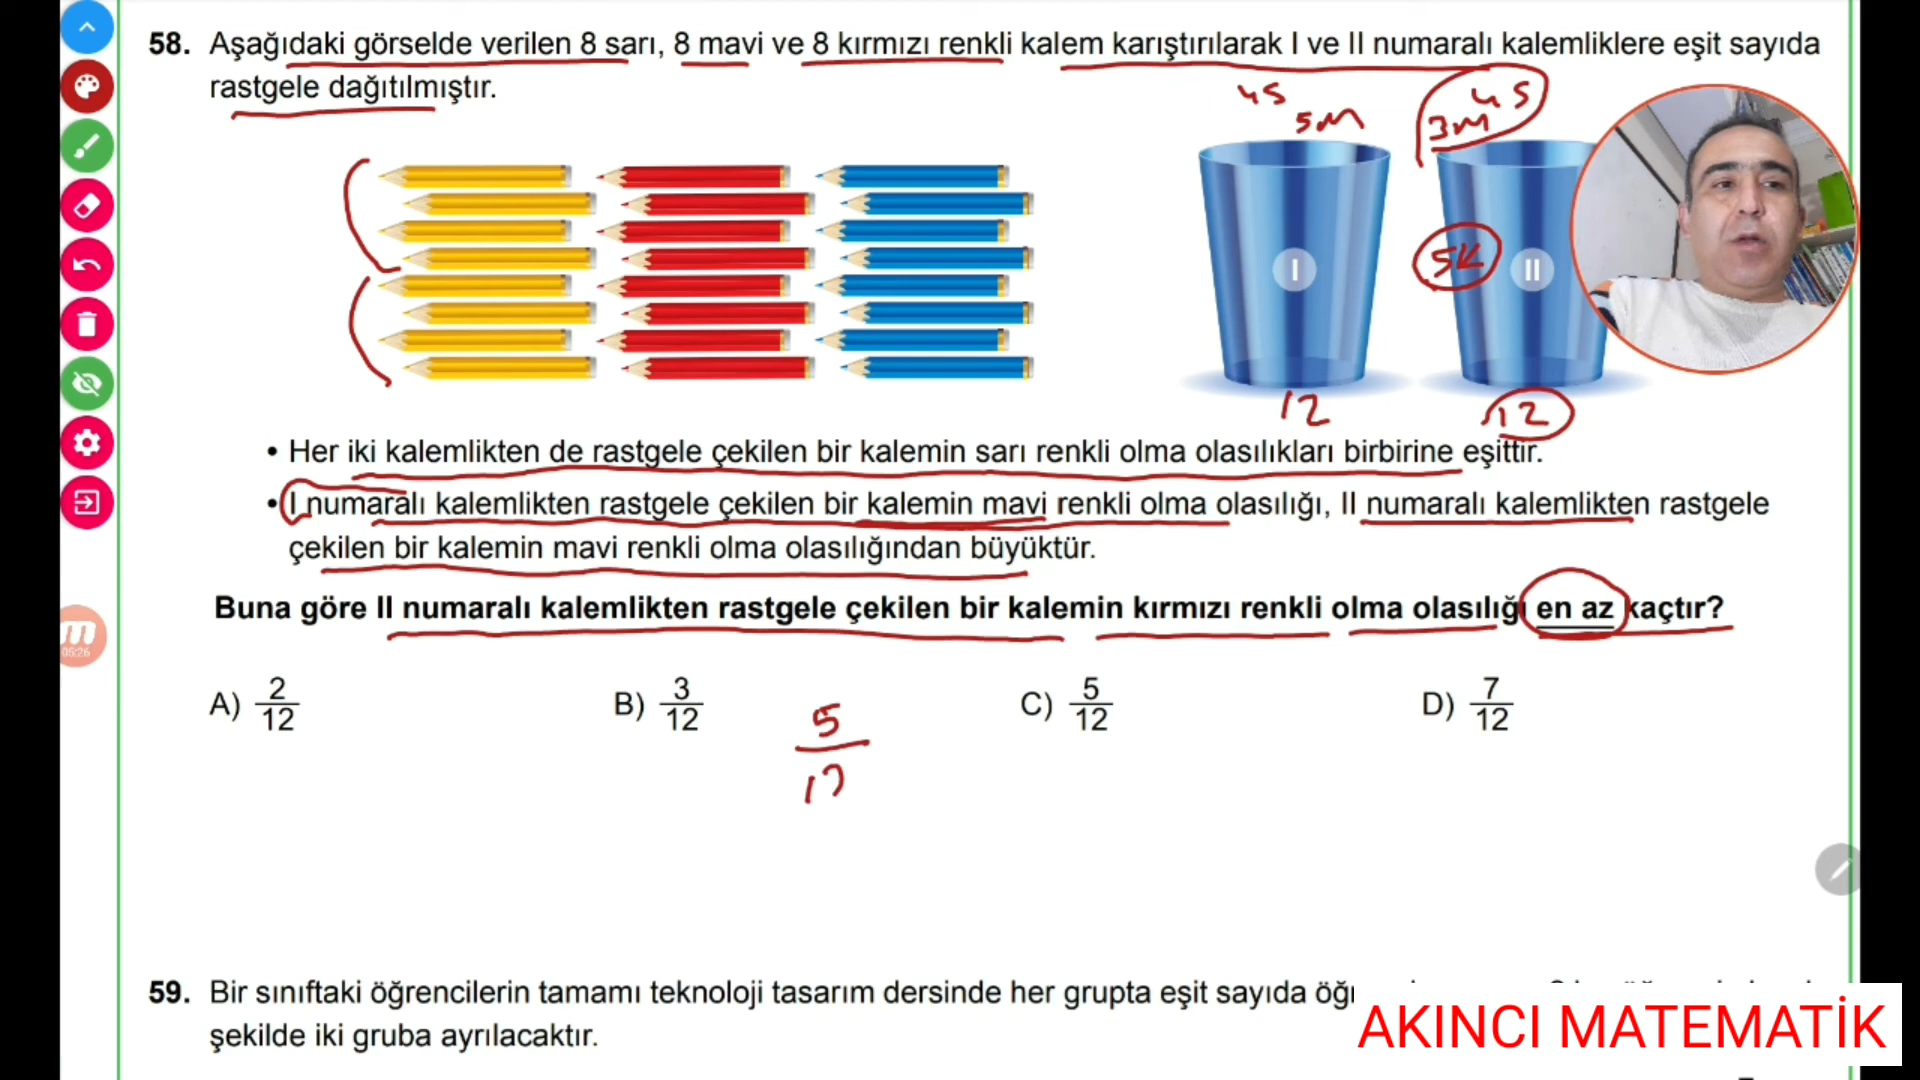 58. Aşağıdaki görselde verilen 8 sarı, 8 mavi ve 8 kırmızı renkli kalem karıştırılarak I ve II numaralı kalemliklere eşit sayıda
rastgele dağıtılmıştır.
4S
5M
4S
3M
5K
I
II
12
12
• Her iki kalemlikten de rastgele çekilen bir kalemin sarı renkli olma olasılıkları birbirine eşittir.
• I numaralı kalemlikten rastgele çekilen bir kalemin mavi renkli olma olasılığı, II numaralı kalemlikten rastgele
çekilen bir kalemin mavi renkli olma olasılığından büyüktür.
Buna göre II numaralı kalemlikten rastgele çekilen bir kalemin kırmızı renkli olma olasılığı en az kaçtır?
05:26
A) 2/12 B) 3/12 C) 5/12 D) 7/12
5
12
59. Bir sınıftaki öğrencilerin tamamı teknoloji tasarım dersinde her grupta eşit sayıda
şekilde iki gruba ayrılacaktır.
AKINCI MATEMATİK